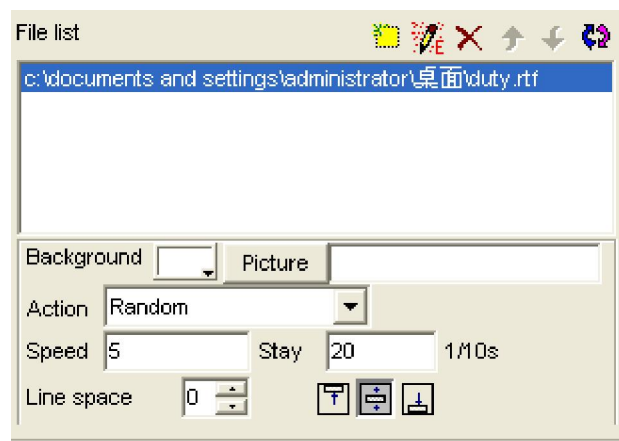 File list
E
c:\documents and settings\administrator\桌面\duty.rtf
Background Picture
Action Random
Speed 5 Stay 20 1/10s
Line space 0